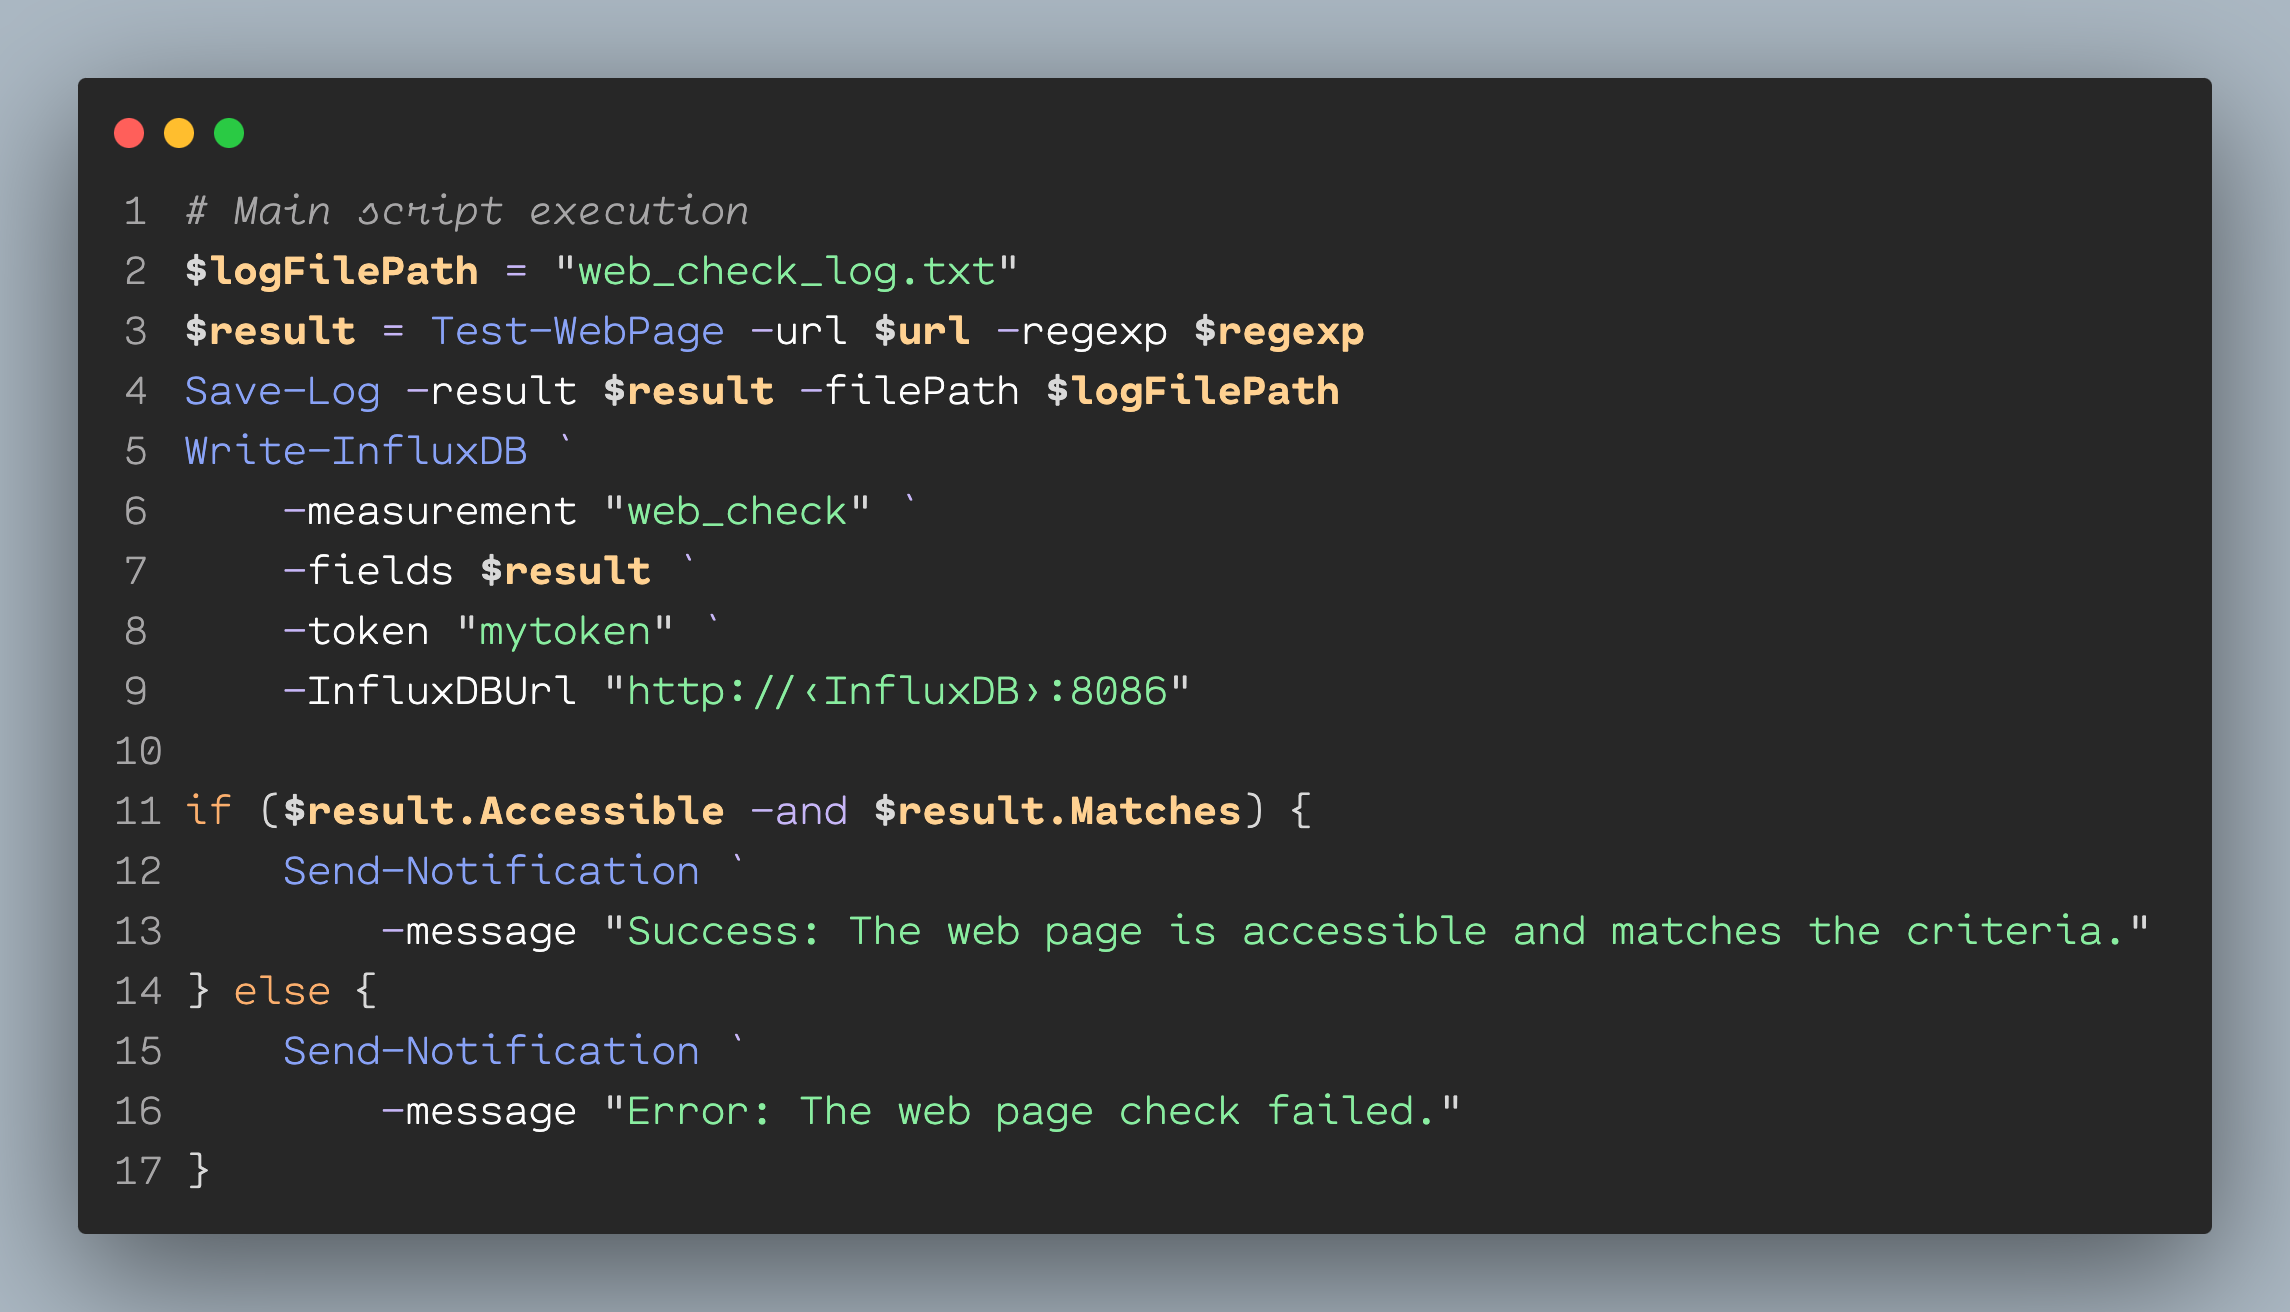 1 # Main script execution
2 $logFilePath = "web_check_log.txt"
3 $result = Test-WebPage -url $url -regexp $regexp
4 Save-Log -result $result -filePath $logFilePath
5 Write-InfluxDB `
6     -measurement "web_check" `
7     -fields $result `
8     -token "mytoken" `
9     -InfluxDBUrl "http://‹InfluxDB›:8086"
10
11 if ($result.Accessible -and $result.Matches) {
12     Send-Notification `
13         -message "Success: The web page is accessible and matches the criteria."
14 } else {
15     Send-Notification `
16         -message "Error: The web page check failed."
17 }